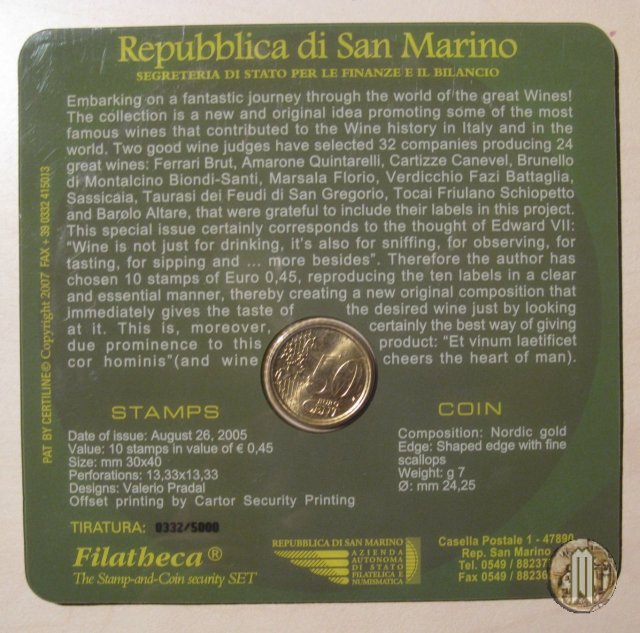 Repubblica di San Marino
SEGRETERIA DI STATO PER LE FINANZE E IL BILANCIO
Embarking on a fantastic journey through the world of the great Wines!
The collection is a new and original idea promoting some of the most
famous wines that contributed to the Wine history in Italy and in the
world. Two good wine judges have selected 32 companies producing 24
great wines: Ferrari Brut, Amarone Quintarelli, Cartizze Canevel, Brunello
di Montalcino Biondi-Santi, Marsala Florio, Verdicchio Fazi Battaglia,
Sassicaia, Taurasi dei Feudi di San Gregorio, Tocai Friulano Schiopetto
and Barolo Altare, that were grateful to include their labels in this project.
This special issue certainly corresponds to the thought of Edward VII:
“Wine is not just for drinking, it's also for sniffing, for observing, for
tasting, for sipping and ... more besides”. Therefore the author has
chosen 10 stamps of Euro 0,45, reproducing the ten labels in a clear
and essential manner, thereby creating a new original composition that
immediately gives the taste of the desired wine just by looking
at it. This is, moreover, certainly the best way of giving
due prominence to this product: “Et vinum laetificet
cor hominis”(and wine cheers the heart of man).
50
EURO
CENT
STAMPS
Date of issue: August 26, 2005
Value: 10 stamps in value of € 0,45
Size: mm 30x40
Perforations: 13,33x13,33
Designs: Valerio Pradal
Offset printing by Cartor Security Printing
COIN
Composition: Nordic gold
Edge: Shaped edge with fine
scallops
Weight: g 7
Ø: mm 24,25
TIRATURA: 0332/5000
Filatheca ®
The Stamp-and-Coin security SET
REPUBBLICA DI SAN MARINO
AZIENDA
AUTONOMA
DI STATO
FILATELICA E
NUMISMATICA
Casella Postale 1 - 47890
Rep. San Marino
Tel. 0549 /
Fax 0549 /
PAT BY CERTILINE© Copyright 2007 FAX + 39 0332 415013